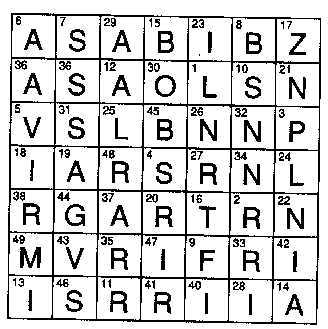 6 A 7 S 29 A 15 B 23 I 8 B 17 Z
36 A 36 S 12 A 30 O 1 L 10 S 21 N
5 V 31 S 25 L 45 B 26 N 32 N 3 P
18 I 19 A 48 R 4 S 27 R 34 N 24 L
38 R 44 G 37 A 20 R 16 T 2 R 22 N
49 M 43 V 35 R 47 I 9 F 33 R 42 I
13 I 46 S 11 R 41 R 40 I 28 I 14 A